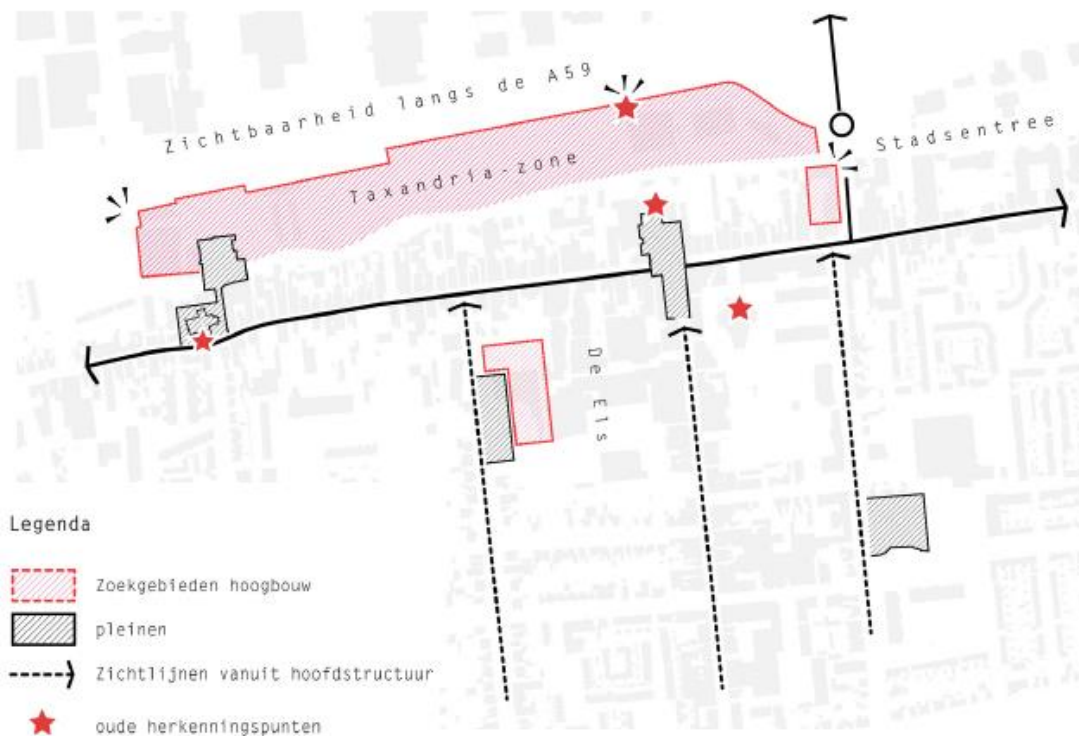 Zichtbaarheid langs de A59
Stadsentree
Taxandria-zone
De Els
Legenda
Zoekgebieden hoogbouw
pleinen
Zichtlijnen vanuit hoofdstructuur
oude herkenningspunten